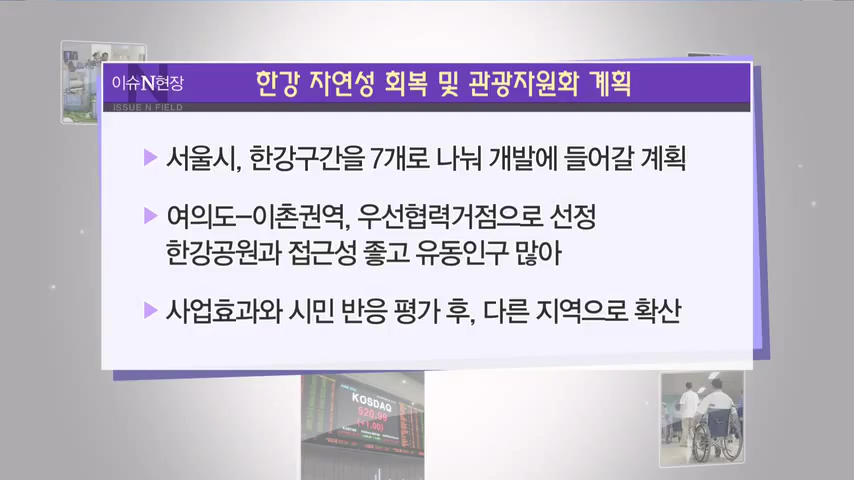 이슈N현장
ISSUE N FIELD
한강 자연성 회복 및 관광자원화 계획
▶ 서울시, 한강구간을 7개로 나눠 개발에 들어갈 계획
▶ 여의도-이촌권역, 우선협력거점으로 선정
한강공원과 접근성 좋고 유동인구 많아
▶ 사업효과와 시민 반응 평가 후, 다른 지역으로 확산
KOSDAQ
520.99